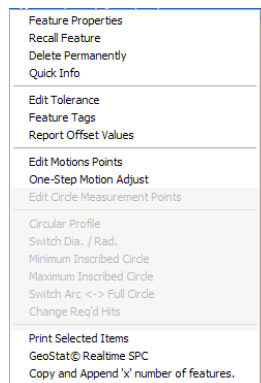 Feature Properties
Recall Feature
Delete Permanently
Quick Info
Edit Tolerance
Feature Tags
Report Offset Values
Edit Motions Points
One-Step Motion Adjust
Edit Circle Measurement Points
Circular Profile
Switch Dia. / Rad.
Minimum Inscribed Circle
Maximum Inscribed Circle
Switch Arc <-> Full Circle
Change Req'd Hits
Print Selected Items
GeoStat© Realtime SPC
Copy and Append 'x' number of features.